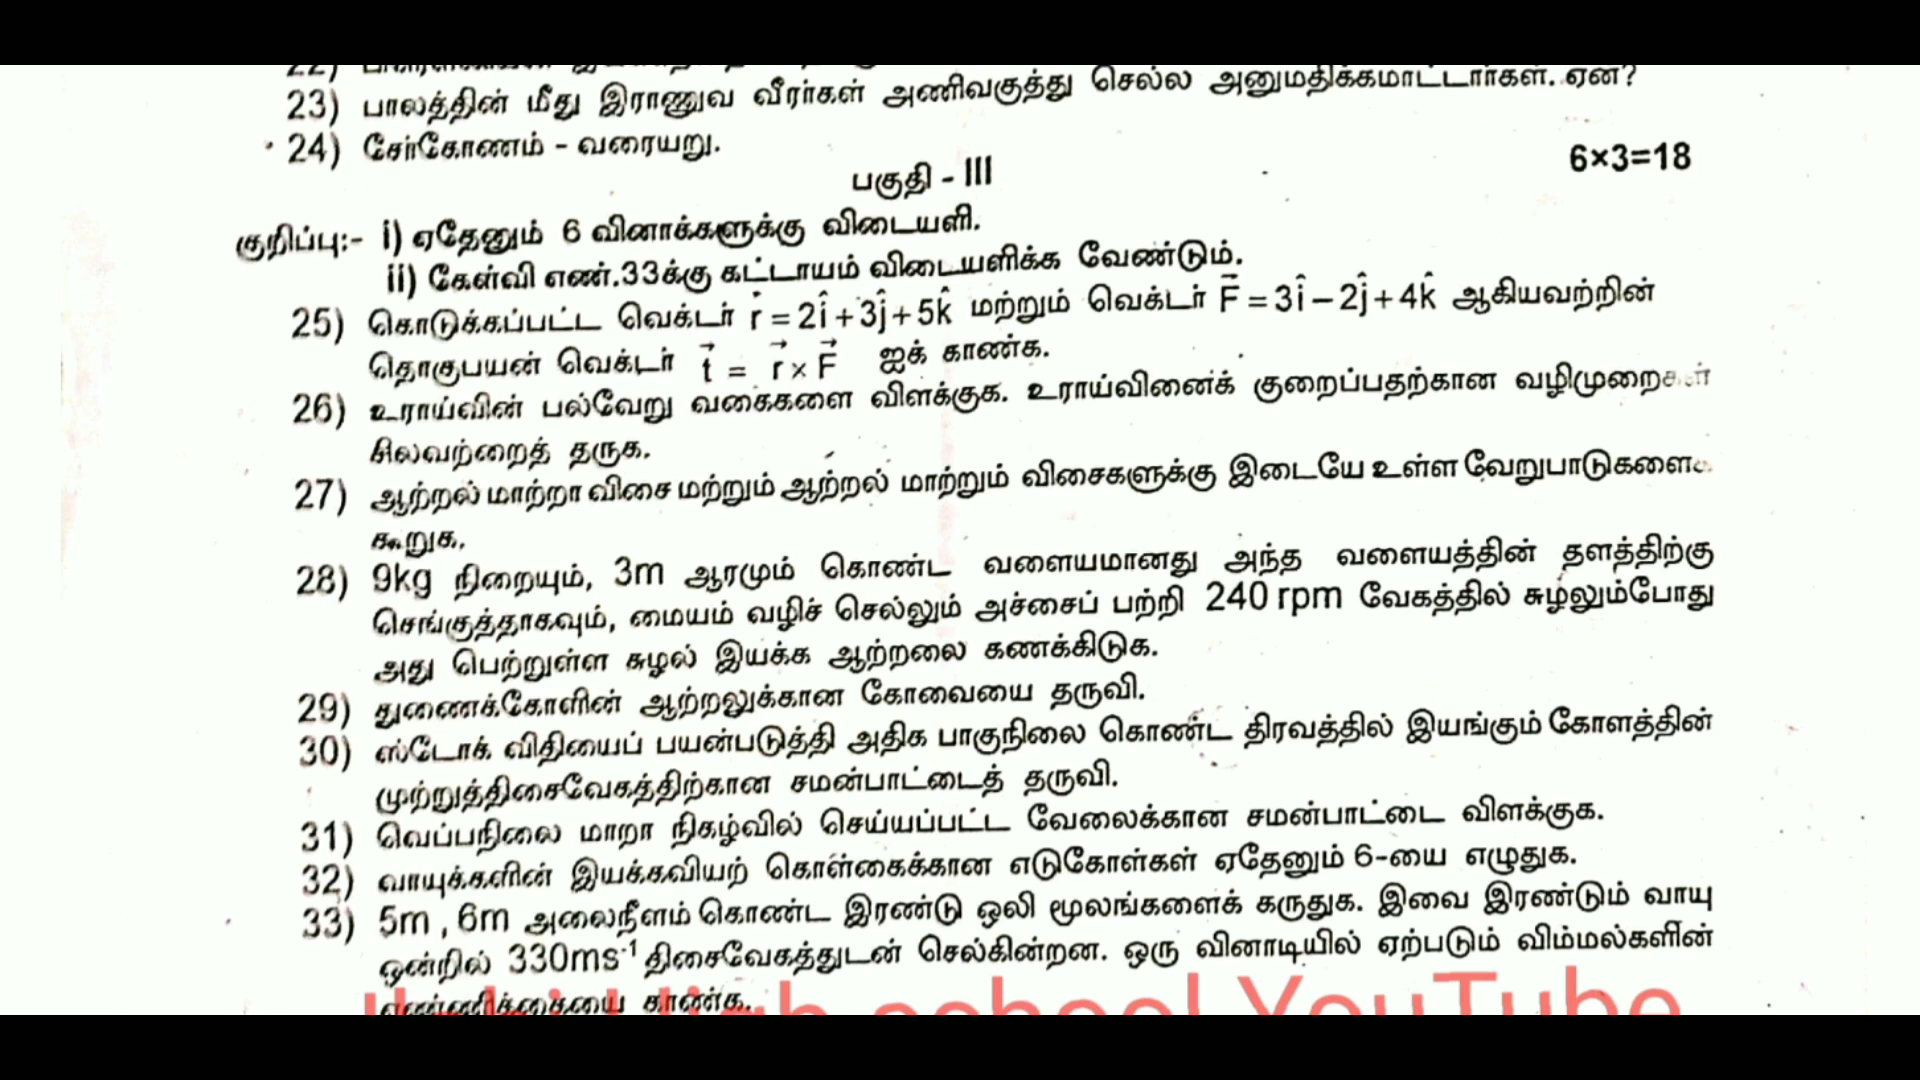 23) பாலத்தின் மீது இராணுவ வீரர்கள் அணிவகுத்து செல்ல அனுமதிக்கமாட்டார்கள். ஏன்?
24) சேர்கோணம் - வரையறு.
பகுதி - III 6×3=18
குறிப்பு:- i) ஏதேனும் 6 வினாக்களுக்கு விடையளி.
ii) கேள்வி எண்.33க்கு கட்டாயம் விடையளிக்க வேண்டும்.
25) கொடுக்கப்பட்ட வெக்டர் r⃗ = 2î + 3ĵ + 5k̂ மற்றும் வெக்டர் F⃗ = 3î – 2ĵ + 4k̂ ஆகியவற்றின்
தொகுபயன் வெக்டர் t⃗ = r⃗ × F⃗ ஐக் காண்க.
26) உராய்வின் பல்வேறு வகைகளை விளக்குக. உராய்வினைக் குறைப்பதற்கான வழிமுறைகள்
சிலவற்றைத் தருக.
27) ஆற்றல் மாற்றா விசை மற்றும் ஆற்றல் மாற்றும் விசைகளுக்கு இடையே உள்ள வேறுபாடுகளைக்
கூறுக.
28) 9kg நிறையும், 3m ஆரமும் கொண்ட வளையமானது அந்த வளையத்தின் தளத்திற்கு
செங்குத்தாகவும், மையம் வழிச் செல்லும் அச்சைப் பற்றி 240 rpm வேகத்தில் சுழலும்போது
அது பெற்றுள்ள சுழல் இயக்க ஆற்றலை கணக்கிடுக.
29) துணைக்கோளின் ஆற்றலுக்கான கோவையை தருவி.
30) ஸ்டோக் விதியைப் பயன்படுத்தி அதிக பாகுநிலை கொண்ட திரவத்தில் இயங்கும் கோளத்தின்
முற்றுத்திசைவேகத்திற்கான சமன்பாட்டைத் தருவி.
31) வெப்பநிலை மாறா நிகழ்வில் செய்யப்பட்ட வேலைக்கான சமன்பாட்டை விளக்குக.
32) வாயுக்களின் இயக்கவியற் கொள்கைக்கான எடுகோள்கள் ஏதேனும் 6-யை எழுதுக.
33) 5m , 6m அலைநீளம் கொண்ட இரண்டு ஒலி மூலங்களைக் கருதுக. இவை இரண்டும் வாயு
ஒன்றில் 330ms⁻¹ திசைவேகத்துடன் செல்கின்றன. ஒரு வினாடியில் ஏற்படும் விம்மல்களின்
எண்ணிக்கையை காண்க.
High school YouTube